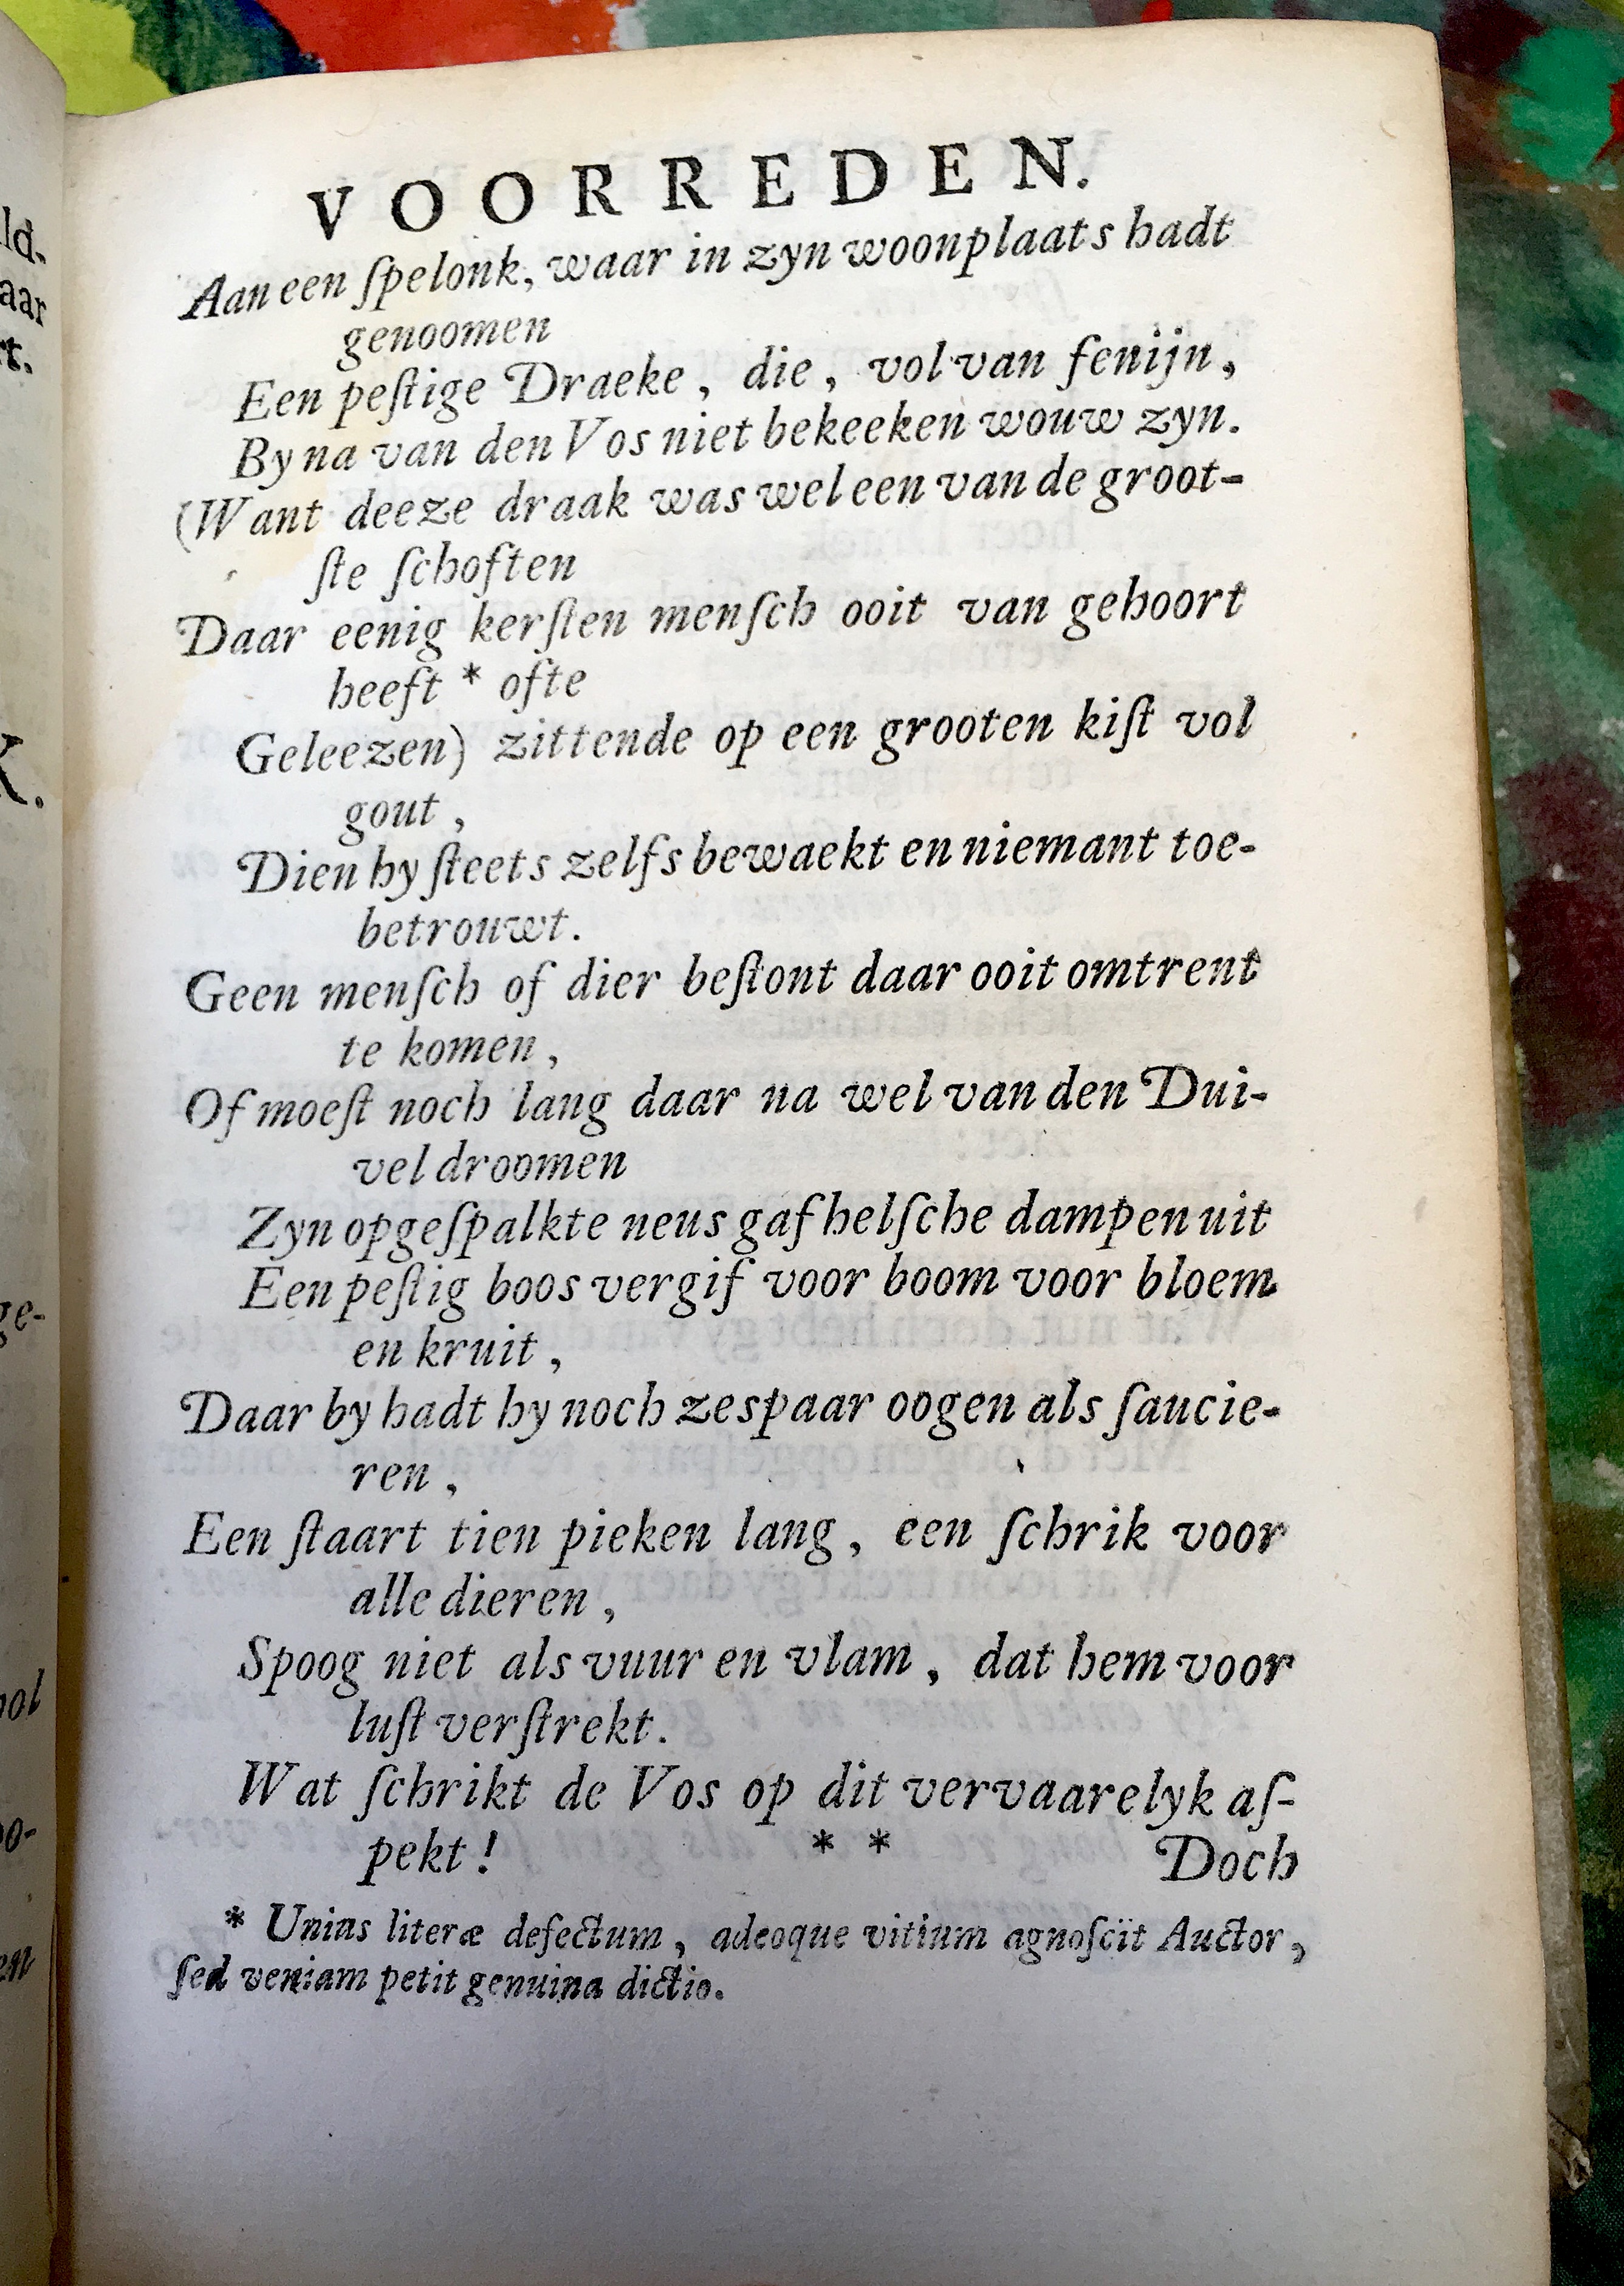 VOORREDEN.
Aan een ſpelonk, waar in zyn woonplaats hadt
genoomen
Een peſtige Draeke, die, vol van fenijn,
By na van den Vos niet bekeeken wouw zyn.
(Want deeze draak was wel een van de groot-
ſte ſchoften
Daar eenig kerſten menſch ooit van gehoort
heeft * ofte
Geleezen) zittende op een grooten kiſt vol
gout,
Dien hy ſteets zelfs bewaekt en niemant toe-
betrouwt.
Geen menſch of dier beſtont daar ooit omtrent
te komen,
Of moeſt noch lang daar na wel van den Dui-
vel droomen
Zyn opgeſpalkte neus gaf helſche dampen uit
Een peſtig boos vergif voor boom voor bloem
en kruit,
Daar by hadt hy noch zes paar oogen als ſaucie-
ren,
Een ſtaart tien pieken lang, een ſchrik voor
alle dieren,
Spoog niet als vuur en vlam, dat hem voor
luſt verſtrekt.
Wat ſchrikt de Vos op dit vervaarelyk aſ-
pekt! * * Doch
* Unius literæ defectum, adeoque vitium agnoſcit Auctor,
ſed veniam petit genuina dictio.